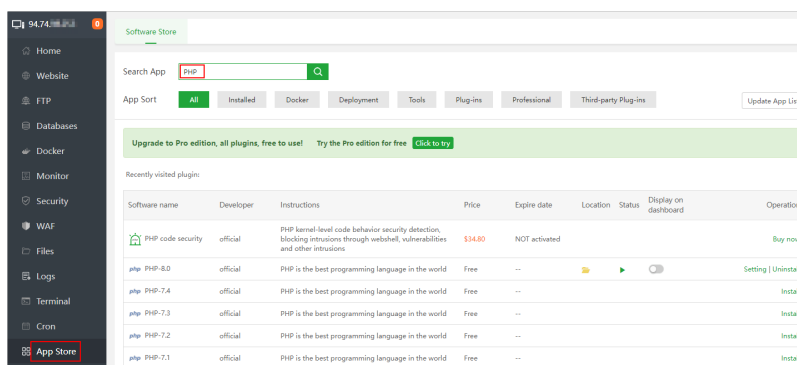 94.74. 0
Home
Website
FTP
Databases
Docker
Monitor
Security
WAF
Files
Logs
Terminal
Cron
App Store
Software Store
Search App PHP
App Sort All Installed Docker Deployment Tools Plug-ins Professional Third-party Plug-ins Update App Lis
Upgrade to Pro edition, all plugins, free to use! Try the Pro edition for free Click to try
Recently visited plugin:
Software name Developer Instructions Price Expire date Location Status Display on dashboard Operatio
PHP code security official PHP kernel-level code behavior security detection, blocking intrusions through webshell, vulnerabilities and other intrusions $34.80 NOT activated Buy now
php PHP-8.0 official PHP is the best programming language in the world Free -- Setting | Uninsta
php PHP-7.4 official PHP is the best programming language in the world Free -- Insta
php PHP-7.3 official PHP is the best programming language in the world Free -- Insta
php PHP-7.2 official PHP is the best programming language in the world Free -- Insta
php PHP-7.1 official PHP is the best programming language in the world Free -- Insta